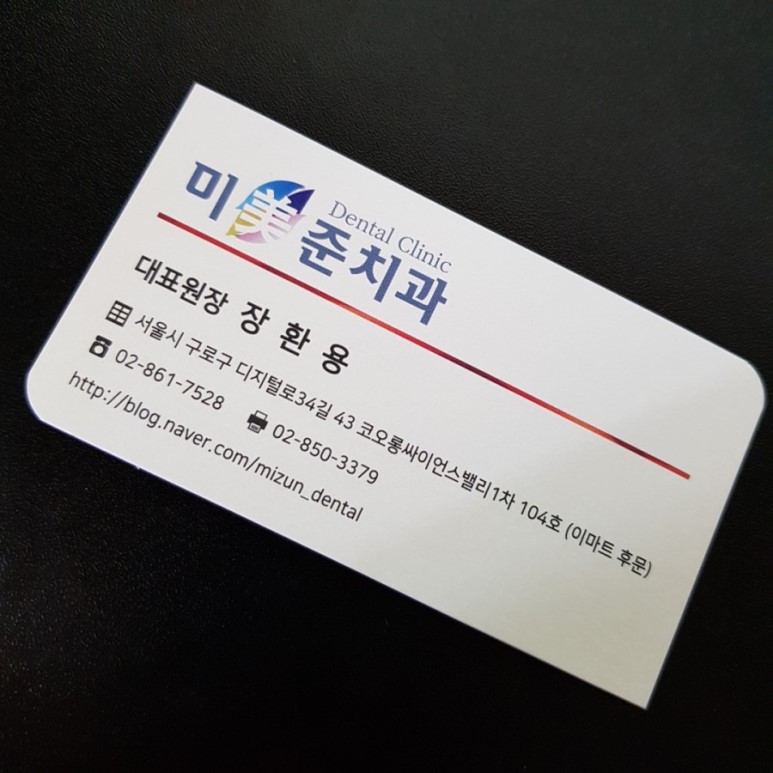 미美준치과
Dental Clinic
대표원장 장 환 용
서울시 구로구 디지털로34길 43 코오롱싸이언스밸리1차 104호 (이마트 후문)
02-861-7528 02-850-3379
http://blog.naver.com/mizun_dental